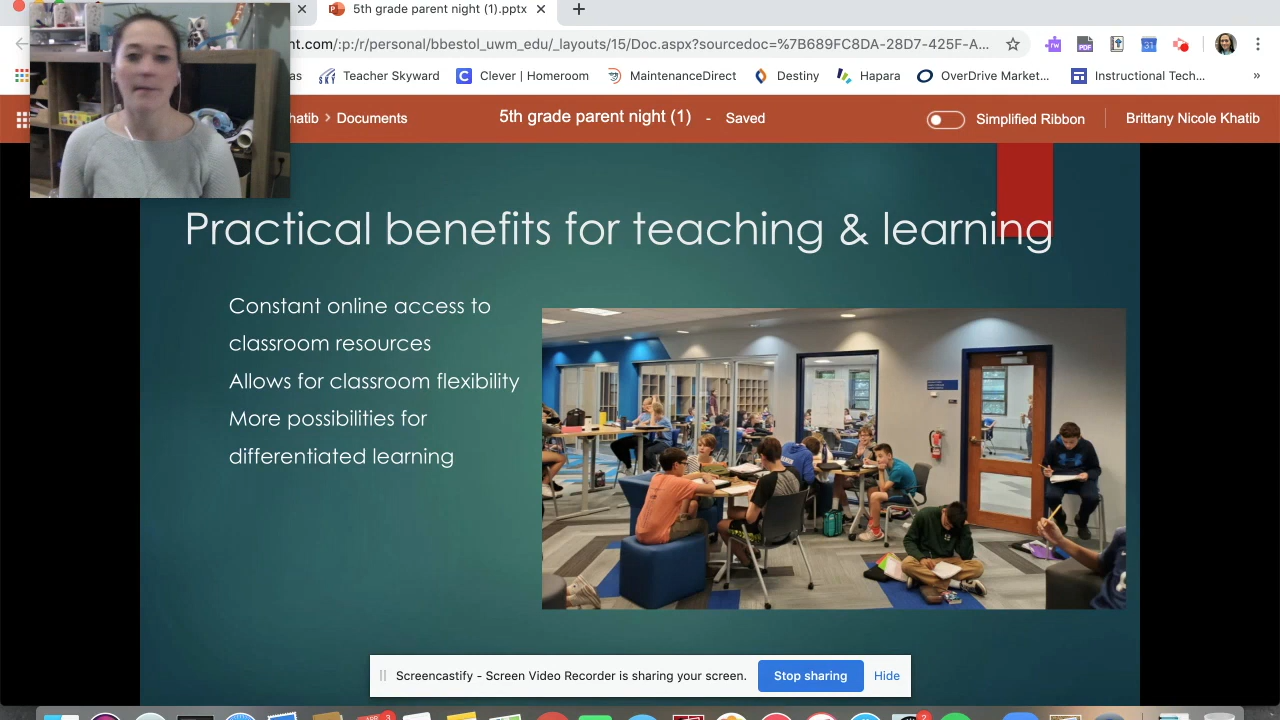 5th grade parent night (1).pptx
nt.com/:p:/r/personal/bbristol_uwm_edu/_layouts/15/Doc.aspx?sourcedoc=%7B689FC8DA-28D7-425F-A...
as Teacher Skyward Clever | Homeroom MaintenanceDirect Destiny Hapara OverDrive Market... Instructional Tech... »
hatib > Documents 5th grade parent night (1) - Saved Simplified Ribbon Brittany Nicole Khatib
Practical benefits for teaching & learning
Constant online access to
classroom resources
Allows for classroom flexibility
More possibilities for
differentiated learning
Screencastify - Screen Video Recorder is sharing your screen. Stop sharing Hide